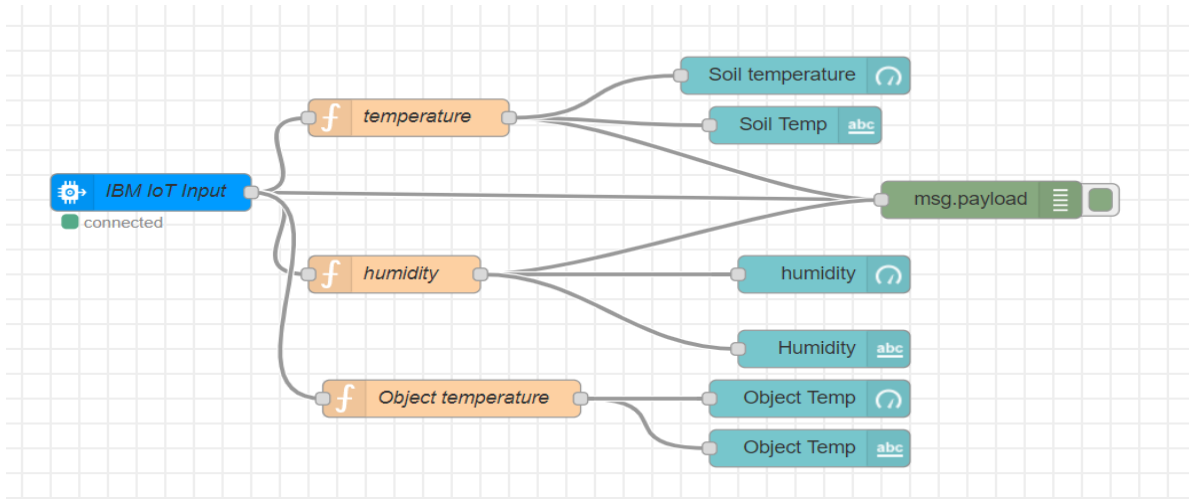 Soil temperature
temperature
Soil Temp abc
IBM IoT Input
msg.payload
connected
humidity
humidity
Humidity abc
Object temperature
Object Temp
Object Temp abc